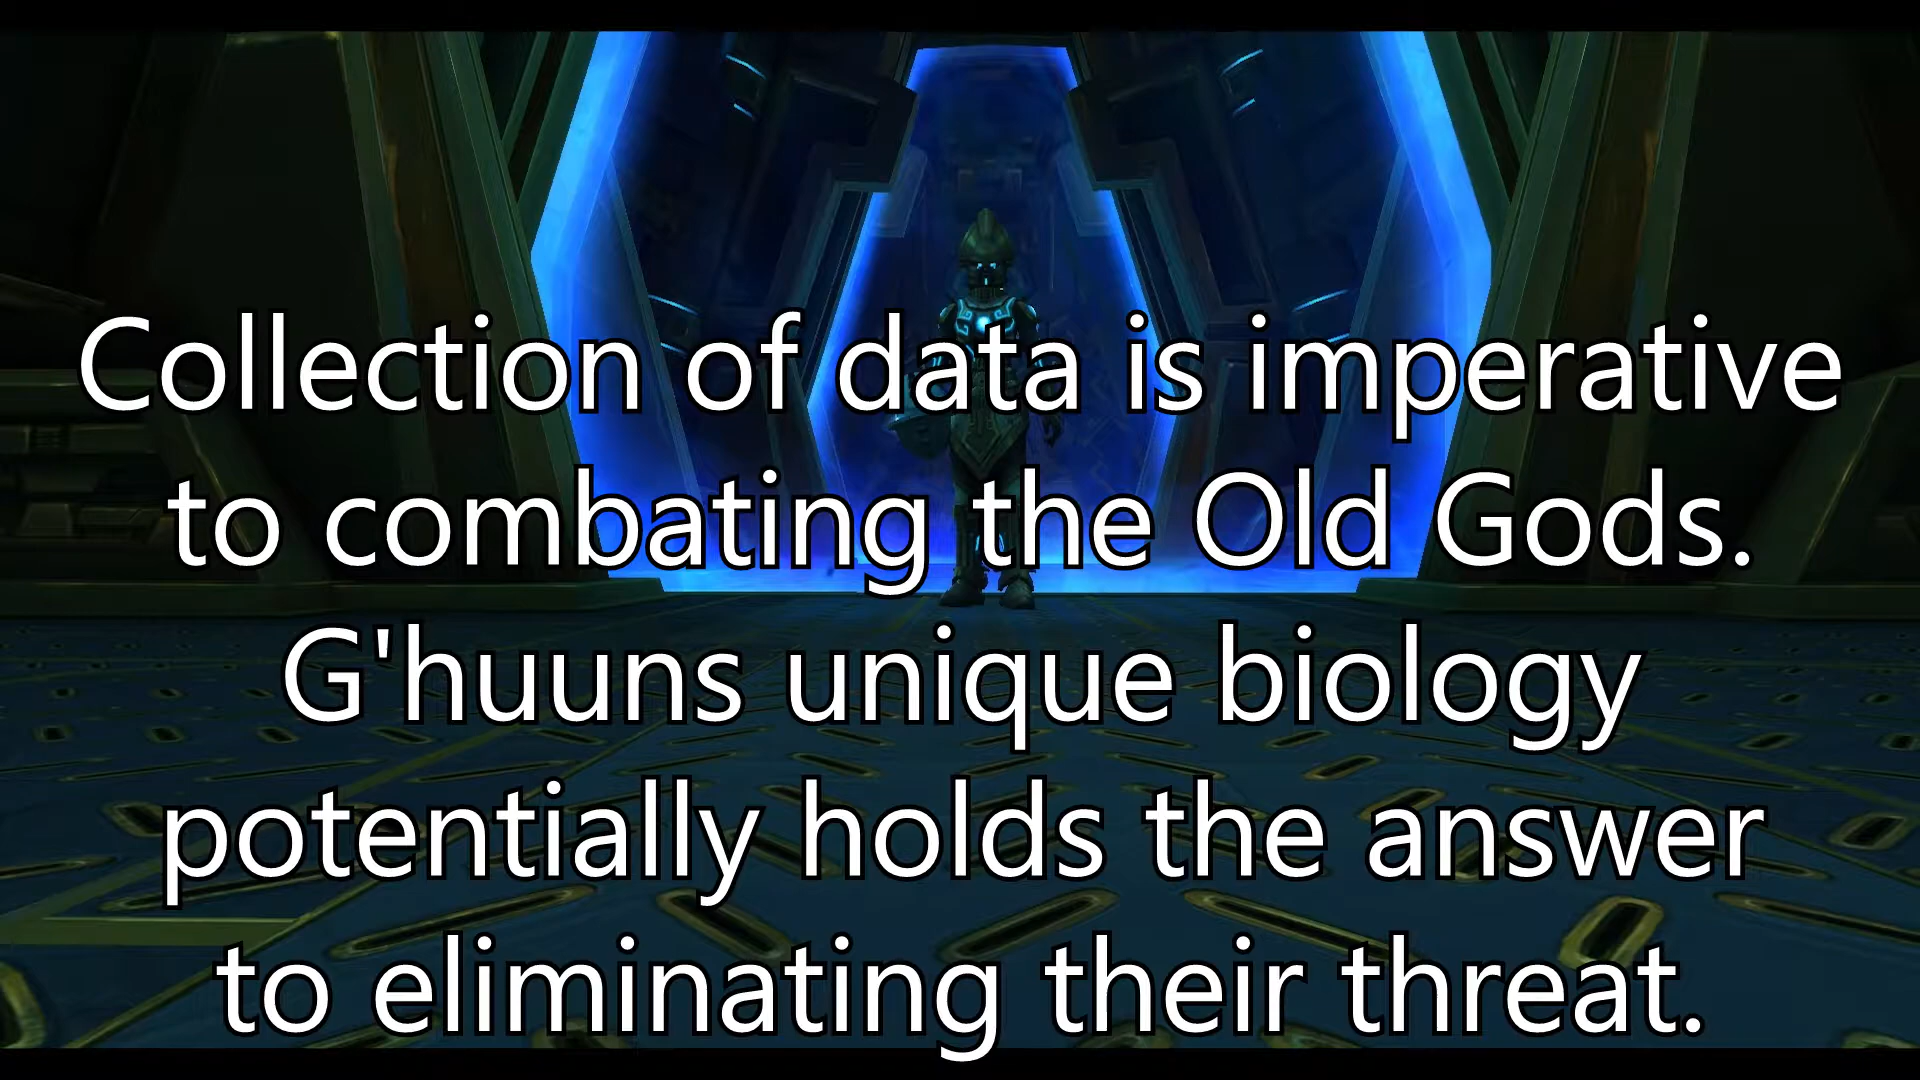 Collection of data is imperative
to combating the Old Gods.
G'huuns unique biology
potentially holds the answer
to eliminating their threat.